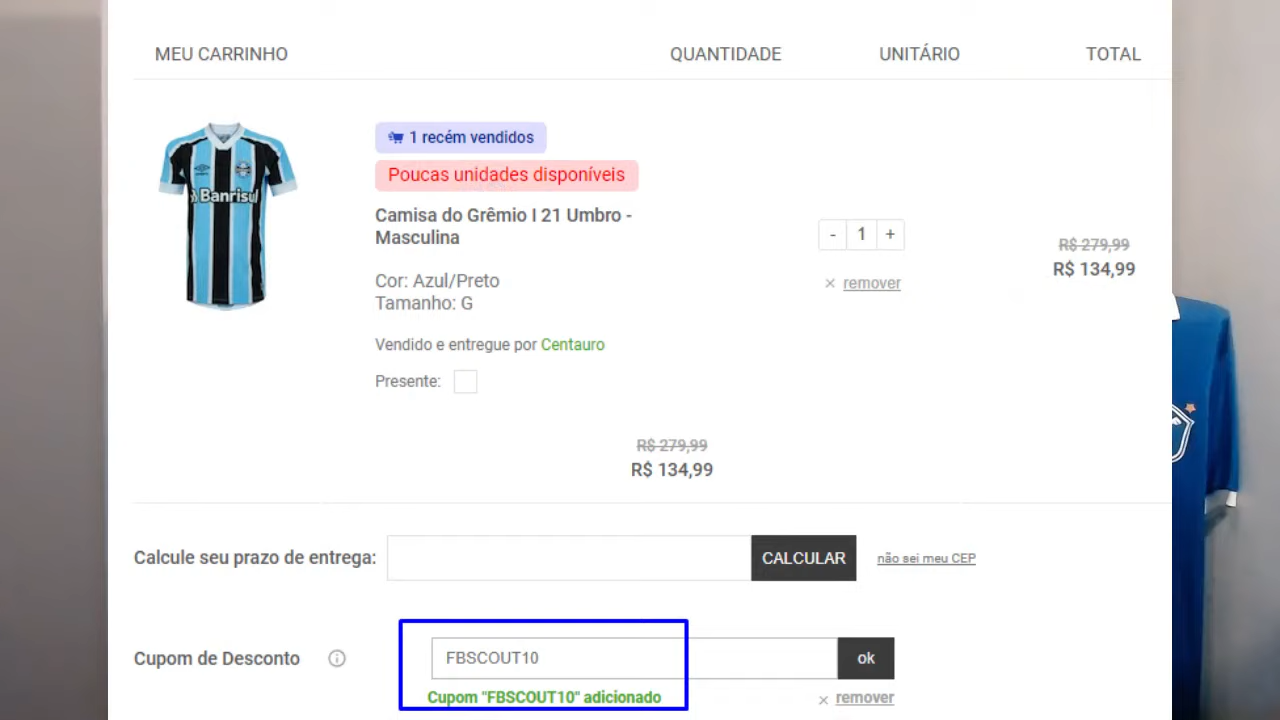 MEU CARRINHO QUANTIDADE UNITÁRIO TOTAL
1 recém vendidos
Poucas unidades disponíveis
Camisa do Grêmio I 21 Umbro -
Masculina
Cor: Azul/Preto
Tamanho: G
Vendido e entregue por Centauro
Presente:
Banrisul
- 1 +
× remover
R$ 279,99
R$ 134,99
R$ 279,99
R$ 134,99
Calcule seu prazo de entrega: CALCULAR não sei meu CEP
Cupom de Desconto FBSCOUT10 ok
Cupom "FBSCOUT10" adicionado × remover